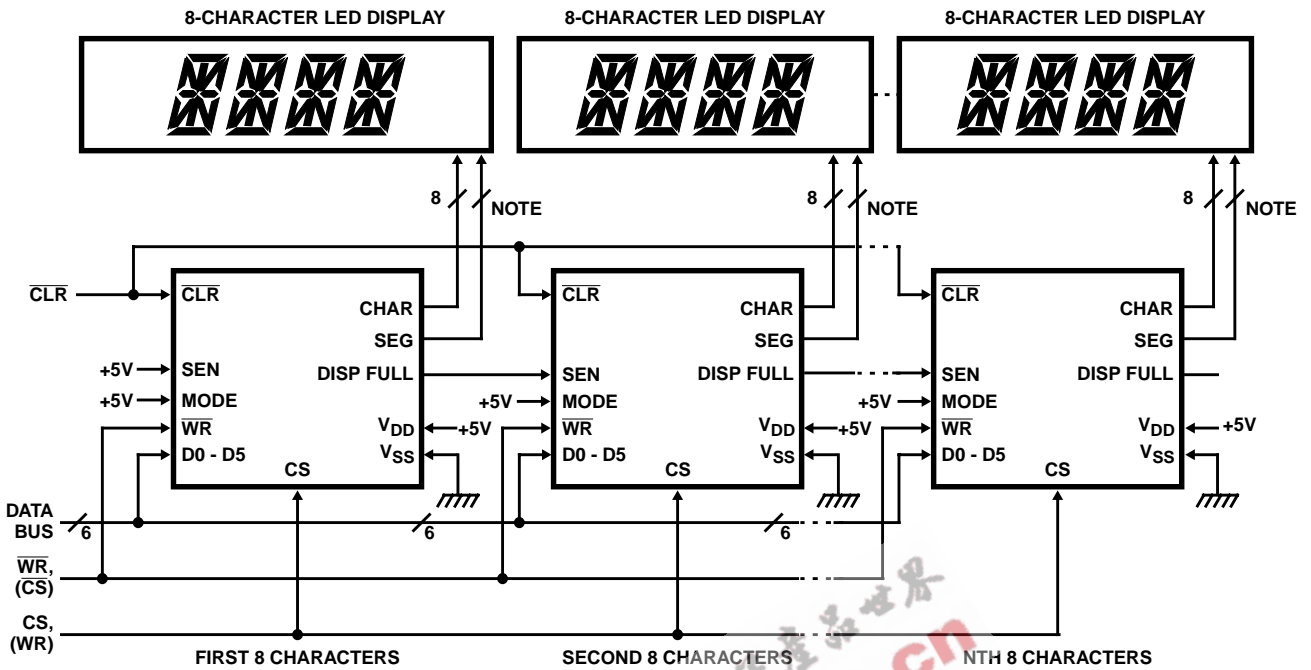 8-CHARACTER LED DISPLAY
8-CHARACTER LED DISPLAY
8-CHARACTER LED DISPLAY
8
NOTE
8
NOTE
8
NOTE
CLR
CLR
CHAR
SEG
+5V
SEN
DISP FULL
+5V
MODE
WR
VDD
+5V
D0 - D5
VSS
CS
CLR
CHAR
SEG
SEN
DISP FULL
+5V
MODE
WR
VDD
+5V
D0 - D5
VSS
CS
CLR
CHAR
SEG
SEN
DISP FULL
+5V
MODE
WR
VDD
+5V
D0 - D5
VSS
CS
DATA
BUS
6
6
6
WR,
(CS)
CS,
(WR)
FIRST 8 CHARACTERS
SECOND 8 CHARACTERS
NTH 8 CHARACTERS
品世界
.cn